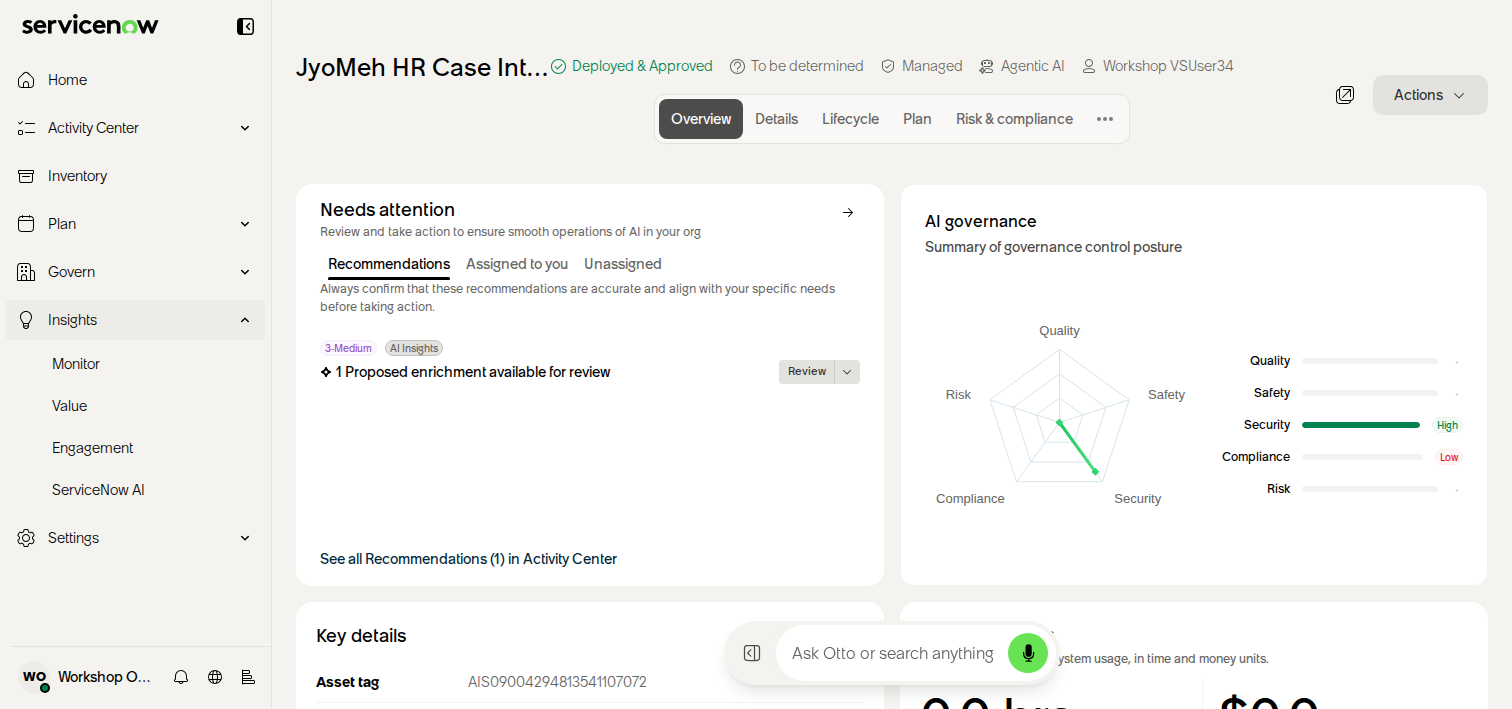 servicenow
Home
Activity Center
Inventory
Plan
Govern
Insights
Monitor
Value
Engagement
ServiceNow AI
Settings
WO
Workshop O...
JyoMeh HR Case Int...
Deployed & Approved
To be determined
Managed
Agentic AI
Workshop VSUser34
Actions
Overview
Details
Lifecycle
Plan
Risk & compliance
Needs attention
Review and take action to ensure smooth operations of AI in your org
Recommendations
Assigned to you
Unassigned
Always confirm that these recommendations are accurate and align with your specific needs
before taking action.
3-Medium
AI Insights
1 Proposed enrichment available for review
Review
See all Recommendations (1) in Activity Center
AI governance
Summary of governance control posture
Quality
Risk
Safety
Compliance
Security
Quality -
Safety -
Security High
Compliance Low
Risk -
Key details
Asset tag
AIS09004294813541107072
Ask Otto or search anything
ystem usage, in time and money units.